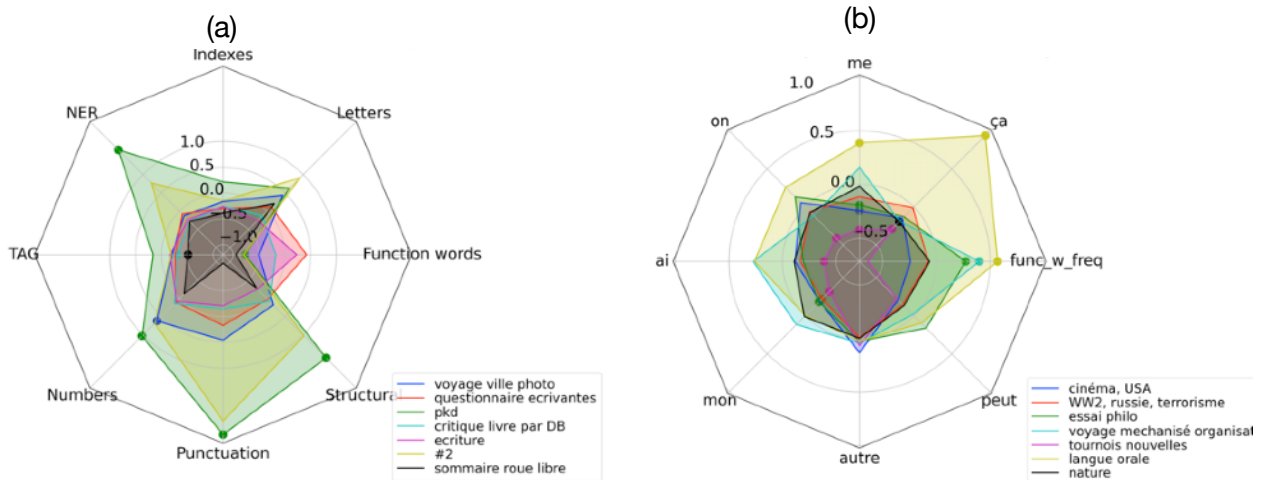 (a)
Indexes
NER
Letters
1.0
0.5
0.0
−0.5
−1.0
TAG
Function words
Numbers
Structural
Punctuation
voyage ville photo
questionnaire ecrivantes
pkd
critique livre par DB
ecriture
#2
sommaire roue libre
(b)
me
1.0
on
ça
0.5
0.0
−0.5
ai
func_w_freq
mon
peut
autre
cinéma, USA
WW2, russie, terrorisme
essai philo
voyage mechanisé organisat
tournois nouvelles
langue orale
nature